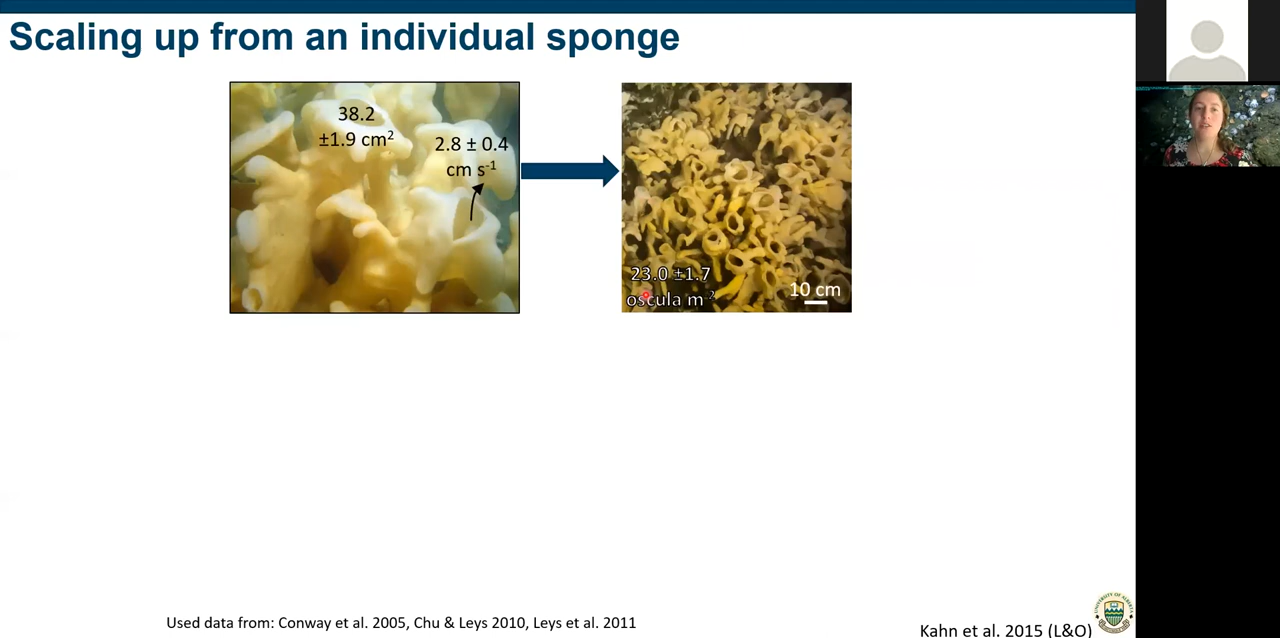 Scaling up from an individual sponge
38.2
±1.9 cm²
2.8 ± 0.4
cm s⁻¹
23.0 ±1.7
oscula m⁻²
10 cm
Used data from: Conway et al. 2005, Chu & Leys 2010, Leys et al. 2011
Kahn et al. 2015 (L&O)